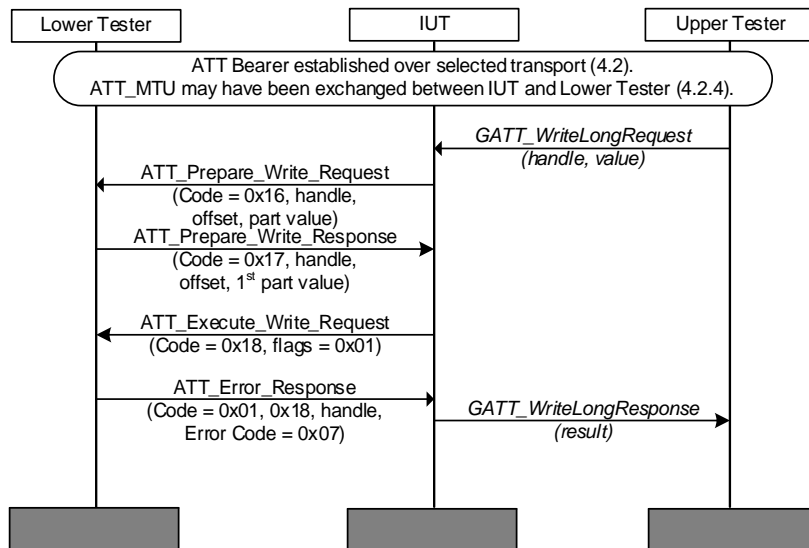 Lower Tester
IUT
Upper Tester
ATT Bearer established over selected transport (4.2).
ATT_MTU may have been exchanged between IUT and Lower Tester (4.2.4).
GATT_WriteLongRequest
(handle, value)
ATT_Prepare_Write_Request
(Code = 0x16, handle,
offset, part value)
ATT_Prepare_Write_Response
(Code = 0x17, handle,
offset, 1st part value)
ATT_Execute_Write_Request
(Code = 0x18, flags = 0x01)
ATT_Error_Response
(Code = 0x01, 0x18, handle,
Error Code = 0x07)
GATT_WriteLongResponse
(result)